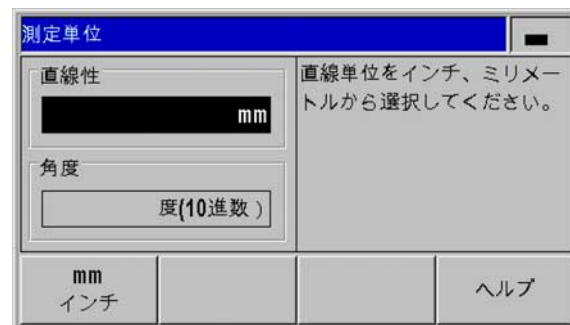 測定単位
直線性
mm
角度
度(10進数)
直線単位をインチ、ミリメー
トルから選択してください。
mm
インチ
ヘルプ